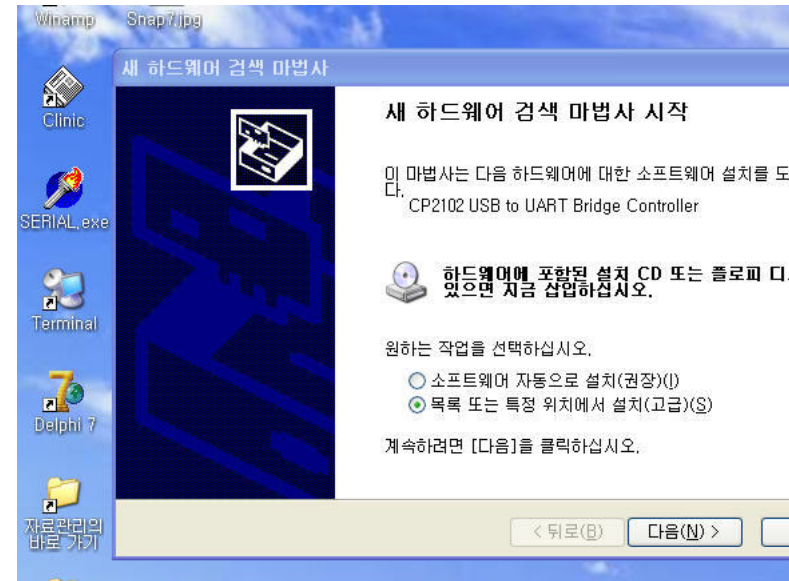 Winamp
Snap7.jpg
새 하드웨어 검색 마법사
Clinic
SERIAL.exe
Terminal
Delphi 7
자료관리의
바로 가기
새 하드웨어 검색 마법사 시작
이 마법사는 다음 하드웨어에 대한 소프트웨어 설치를 도
다.
CP2102 USB to UART Bridge Controller
하드웨어에 포함된 설치 CD 또는 플로피 디
있으면 지금 삽입하십시오.
원하는 작업을 선택하십시오.
소프트웨어 자동으로 설치(권장)(I)
목록 또는 특정 위치에서 설치(고급)(S)
계속하려면 [다음]을 클릭하십시오.
< 뒤로(B)
다음(N) >